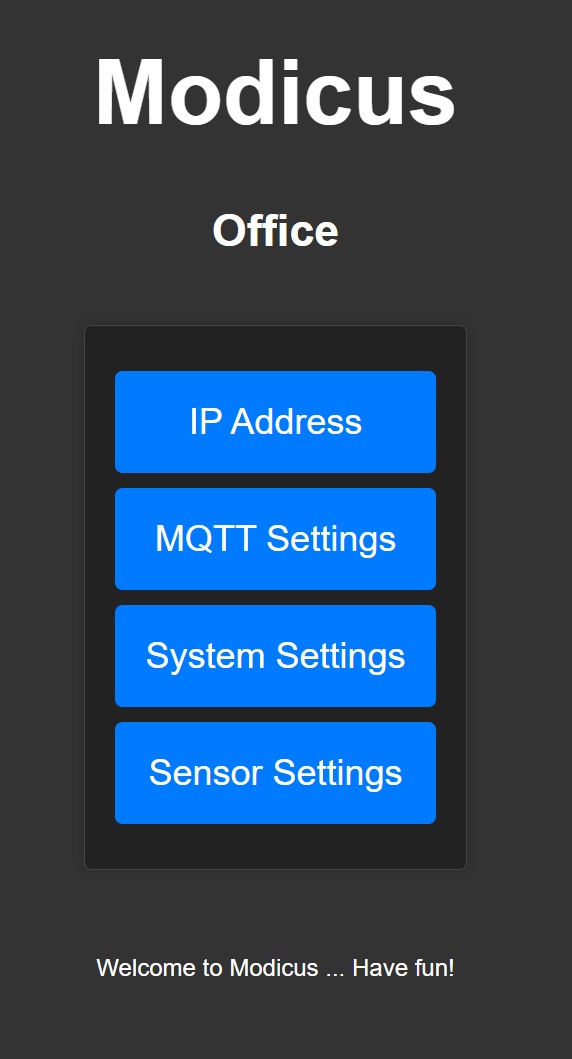 Modicus
Office
IP Address
MQTT Settings
System Settings
Sensor Settings
Welcome to Modicus ... Have fun!